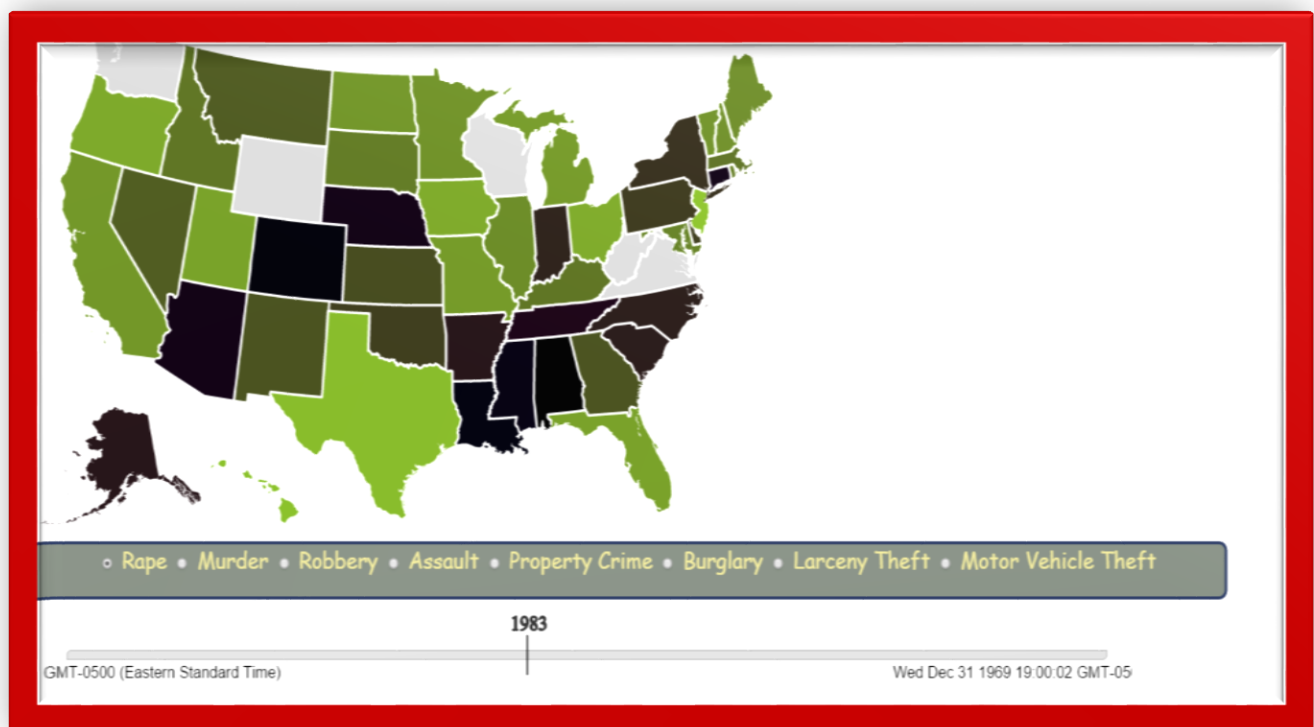 Rape Murder Robbery Assault Property Crime Burglary Larceny Theft Motor Vehicle Theft
1983
GMT-0500 (Eastern Standard Time) Wed Dec 31 1969 19:00:02 GMT-05